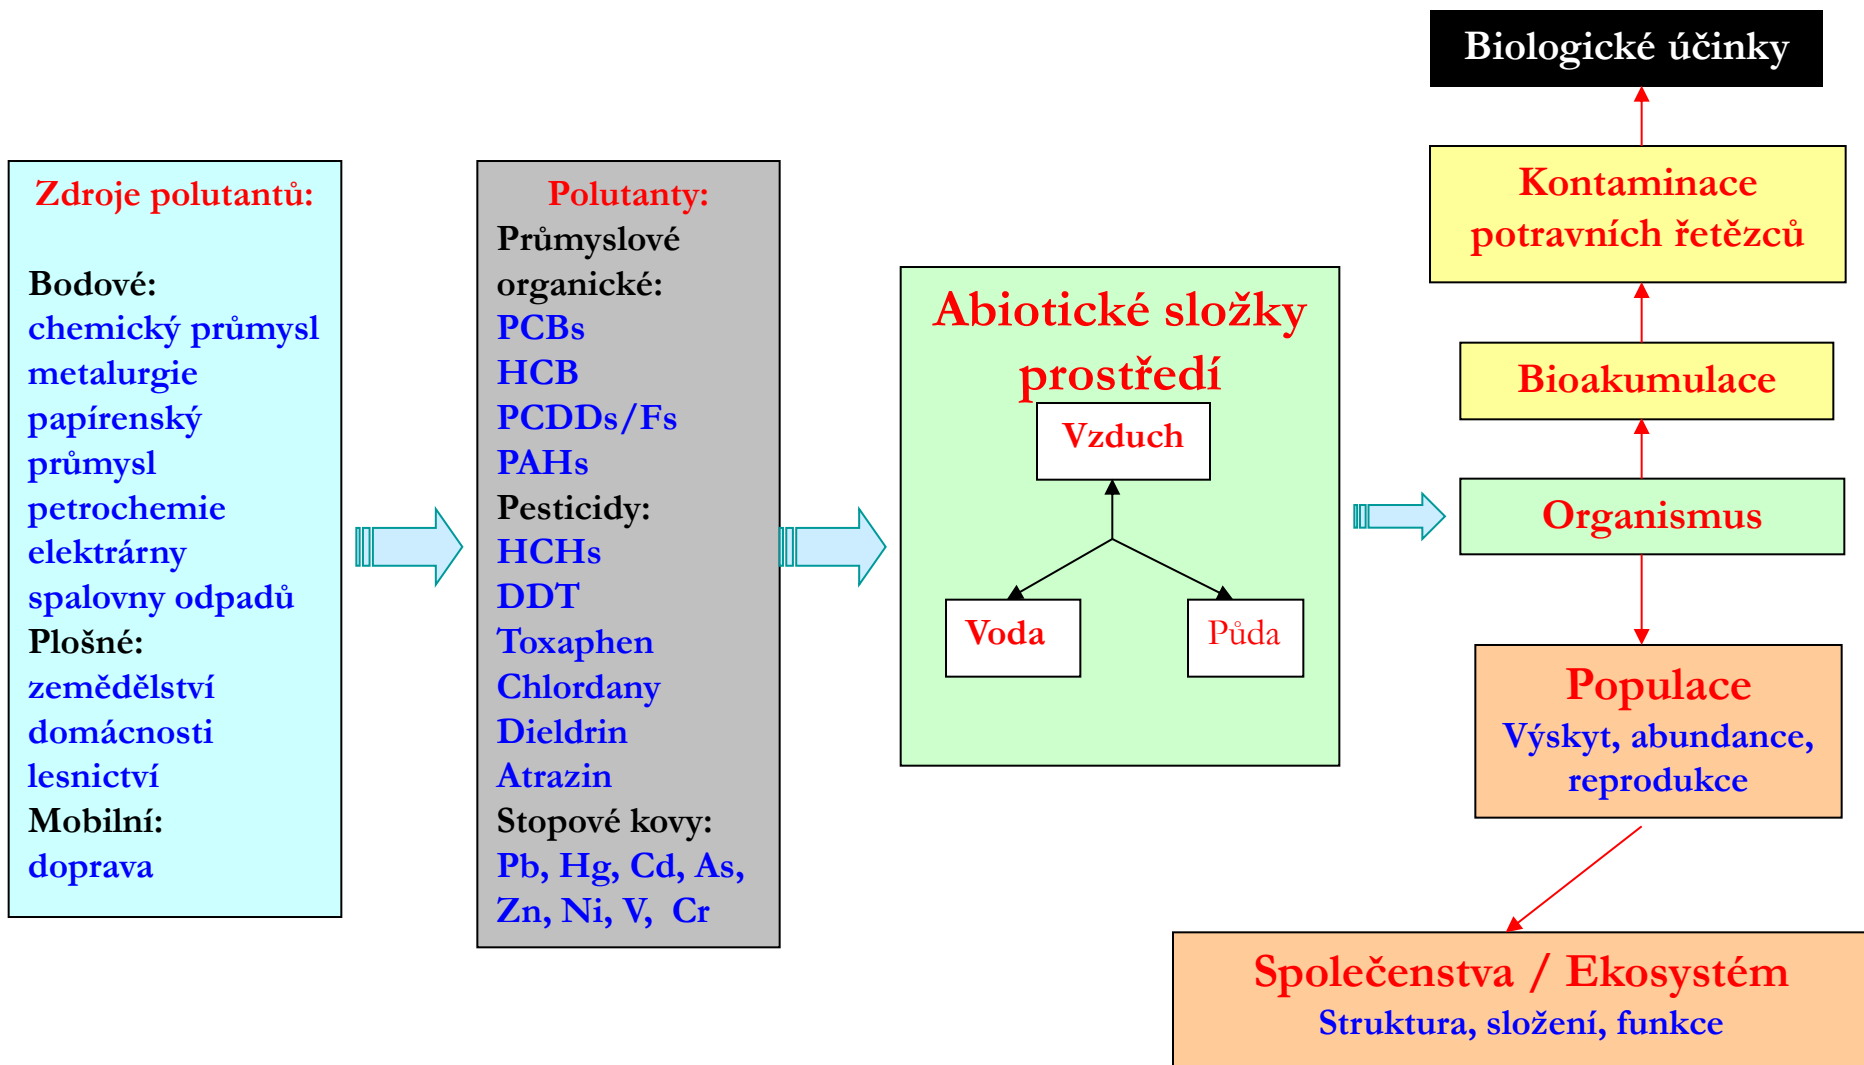 Zdroje polutantů:
Bodové:
chemický průmysl
metalurgie
papírenský
průmysl
petrochemie
elektrárny
spalovny odpadů
Plošné:
zemědělství
domácnosti
lesnictví
Mobilní:
doprava
Polutanty:
Průmyslové
organické:
PCBs
HCB
PCDDs/Fs
PAHs
Pesticidy:
HCHs
DDT
Toxaphen
Chlordany
Dieldrin
Atrazin
Stopové kovy:
Pb, Hg, Cd, As,
Zn, Ni, V, Cr
Abiotické složky
prostředí
Vzduch
Voda
Půda
Biologické účinky
Kontaminace
potravních řetězců
Bioakumulace
Organismus
Populace
Výskyt, abundance,
reprodukce
Společenstva / Ekosystém
Struktura, složení, funkce